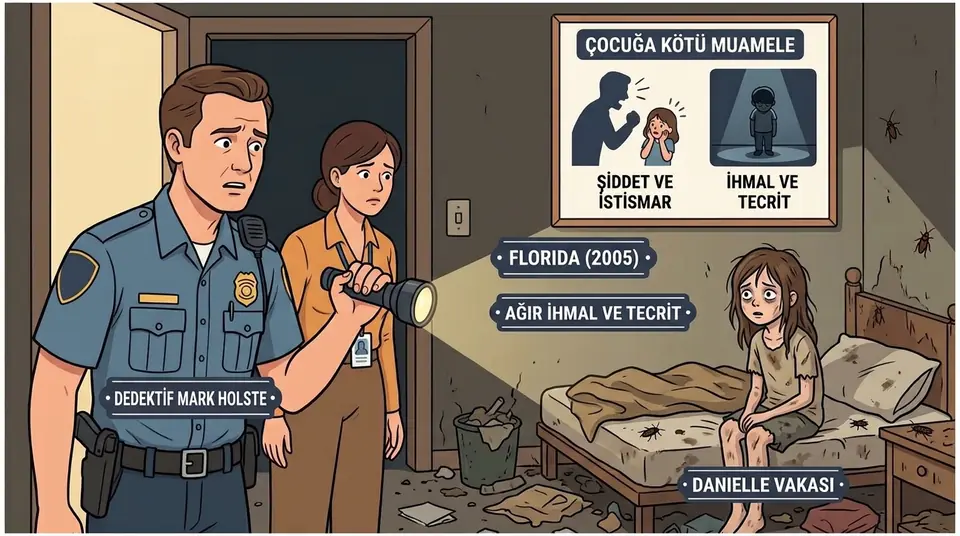 ÇOCUĞA KÖTÜ MUAMELE
ŞİDDET VE
İSTİSMAR
İHMAL VE
TECRİT
FLORIDA (2005)
AĞIR İHMAL VE TECRİT
DEDEKTİF MARK HOLSTE
DANIELLE VAKASI